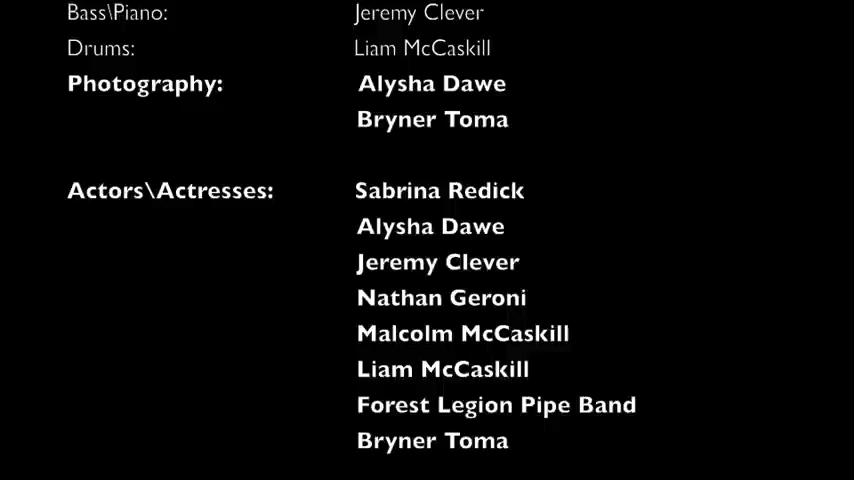 Bass\Piano: Jeremy Clever
Drums: Liam McCaskill
Photography: Alysha Dawe
Bryner Toma
Actors\Actresses: Sabrina Redick
Alysha Dawe
Jeremy Clever
Nathan Geroni
Malcolm McCaskill
Liam McCaskill
Forest Legion Pipe Band
Bryner Toma